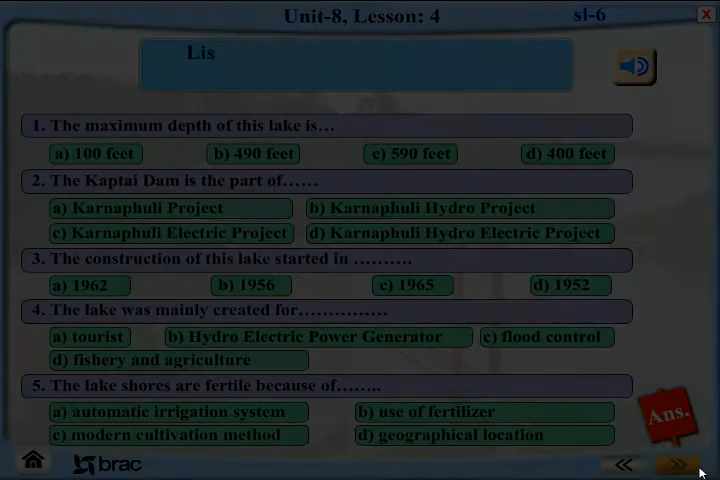 Unit-8, Lesson: 4 sl-6 X
Lis
1. The maximum depth of this lake is…
a) 100 feet b) 490 feet c) 590 feet d) 400 feet
2. The Kaptai Dam is the part of……
a) Karnaphuli Project b) Karnaphuli Hydro Project
c) Karnaphuli Electric Project d) Karnaphuli Hydro Electric Project
3. The construction of this lake started in ……….
a) 1962 b) 1956 c) 1965 d) 1952
4. The lake was mainly created for……………
a) tourist b) Hydro Electric Power Generator c) flood control
d) fishery and agriculture
5. The lake shores are fertile because of……..
a) automatic irrigation system b) use of fertilizer
c) modern cultivation method d) geographical location
Ans.
brac